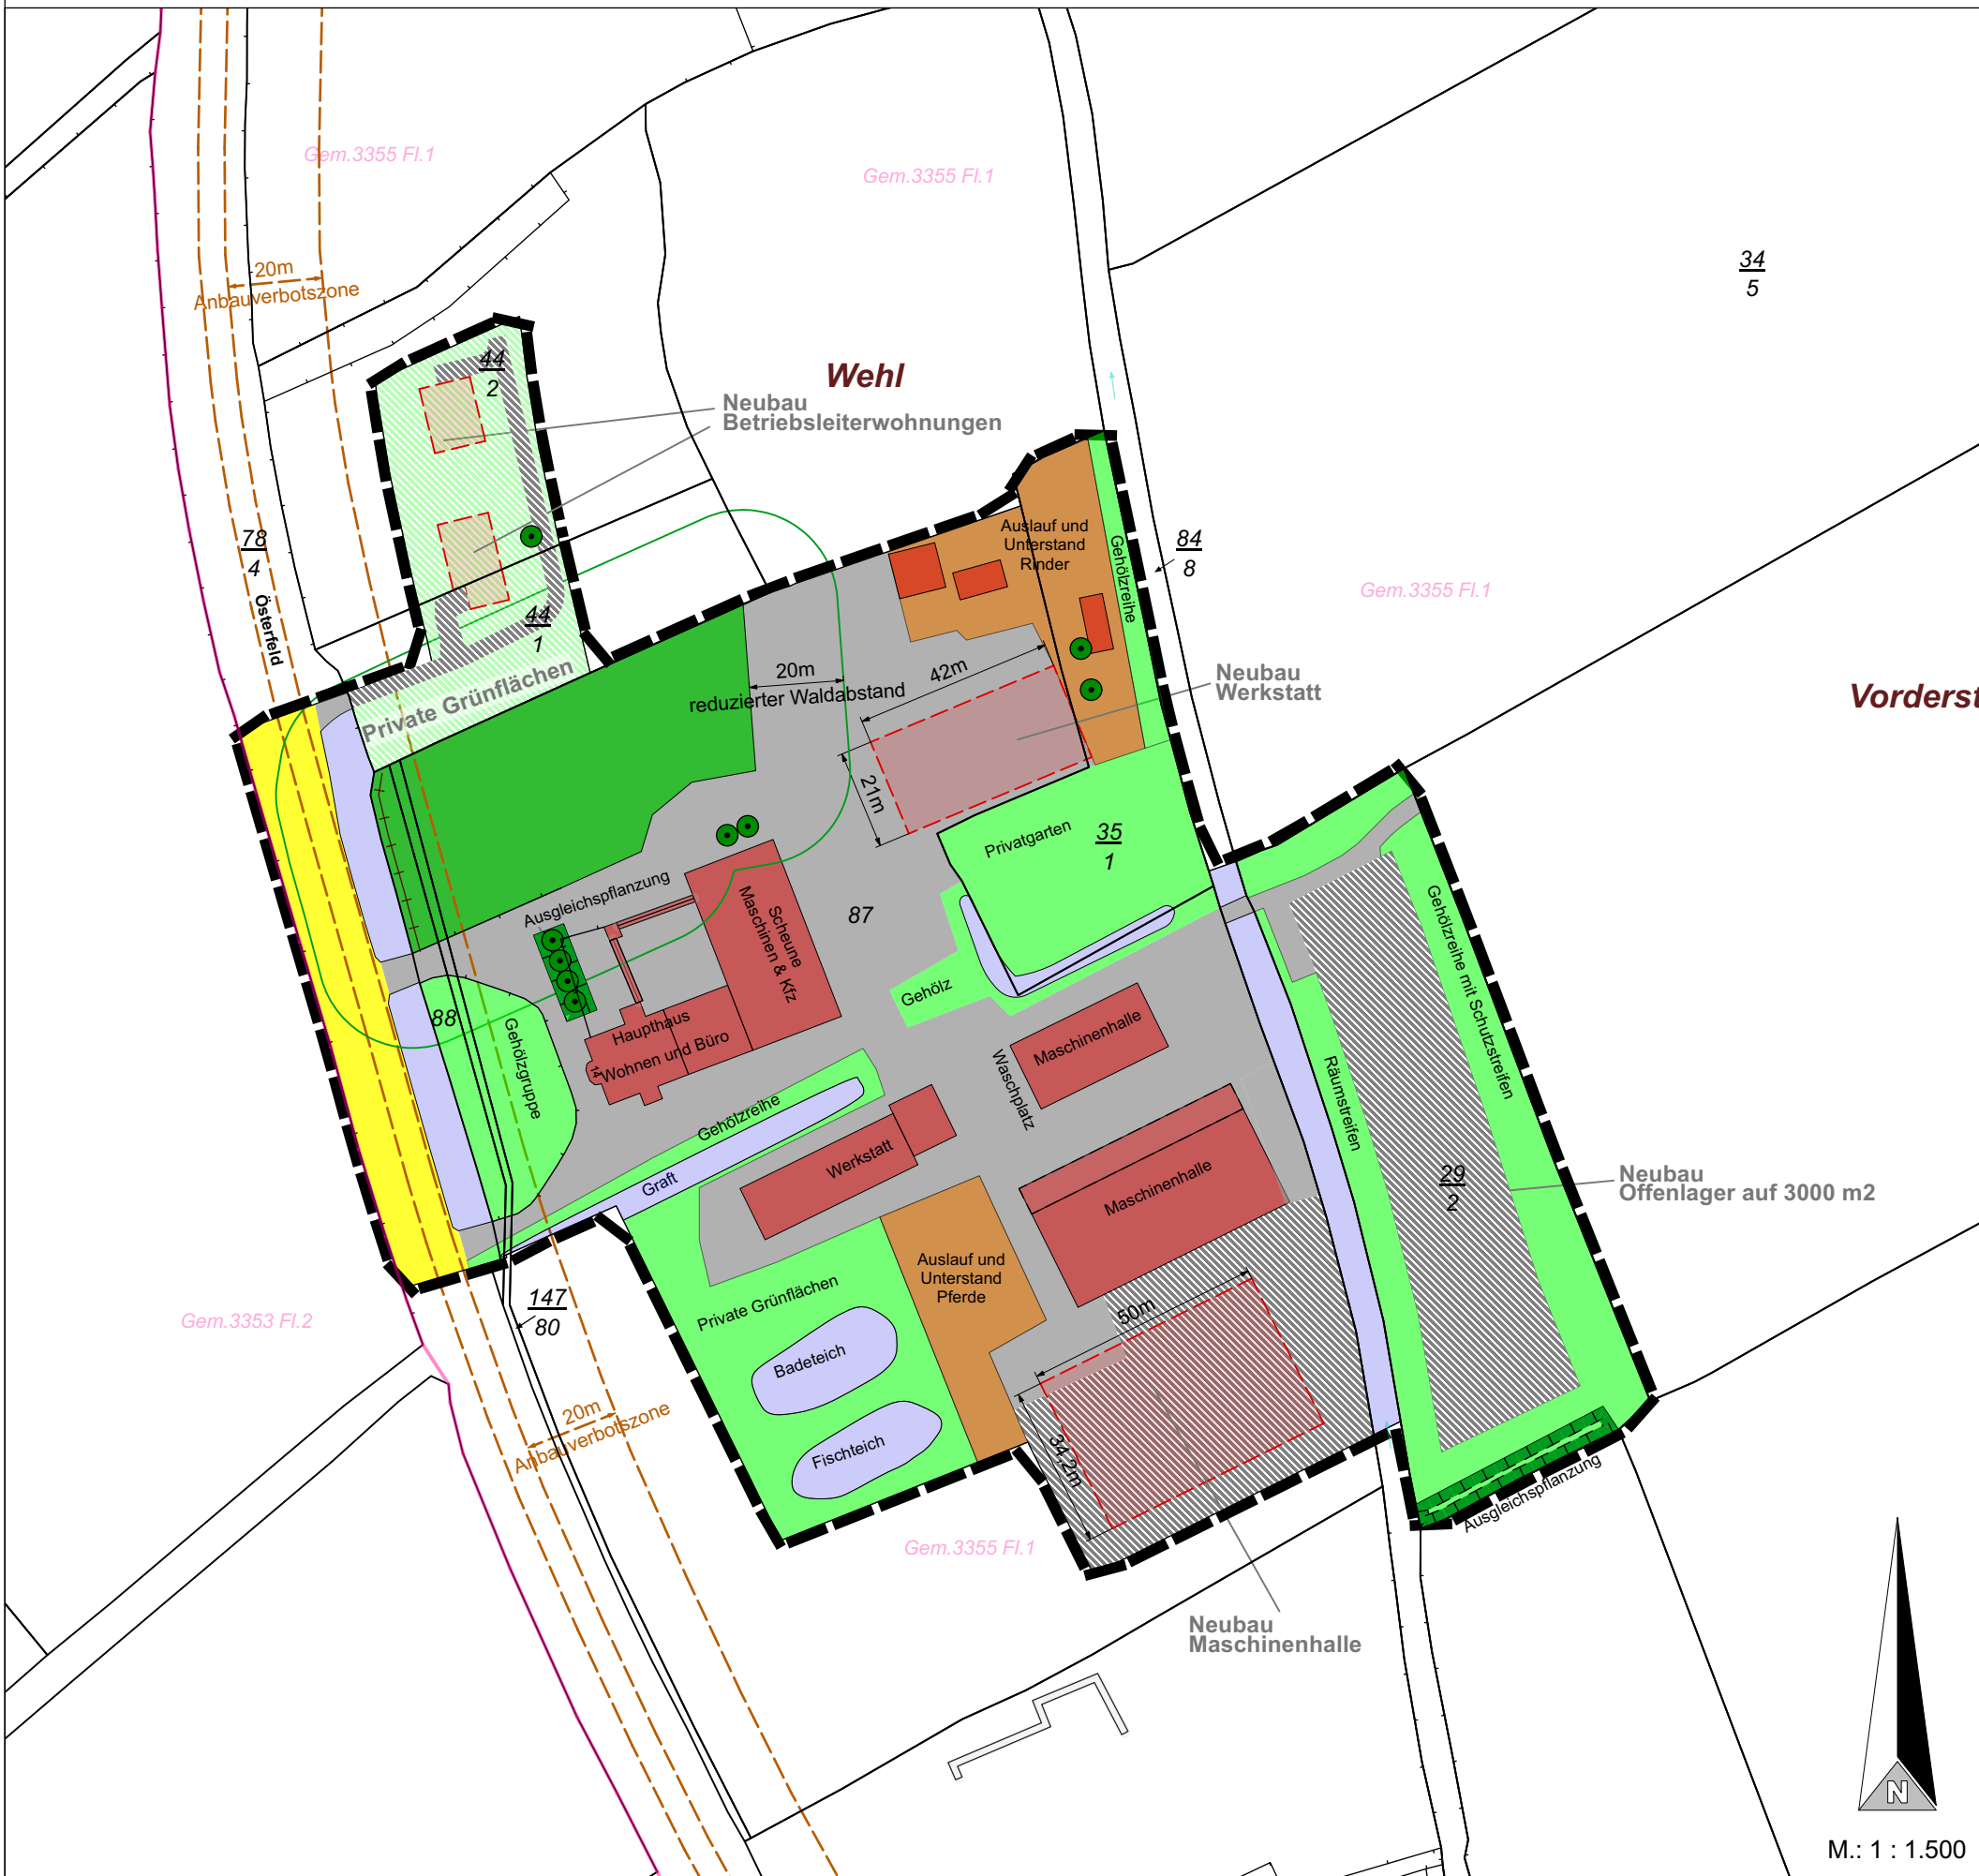 Gem.3355 Fl.1
Gem.3355 Fl.1
20m
Anbauverbotszone
34
5
Wehl
44
2
Neubau
Betriebsleiterwohnungen
78
4
Österfeld
Auslauf und
Unterstand
Rinder
Gehölzreihe
84
8
Gem.3355 Fl.1
44
1
Private Grünflächen
20m
reduzierter Waldabstand
42m
21m
Neubau
Werkstatt
Vorderst
Privatgarten
35
1
Ausgleichspflanzung
Scheune
Maschinen & Kfz
87
Gehölz
88
Gehölzgruppe
Haupthaus
Wohnen und Büro
14
Maschinenhalle
Waschplatz
Räumstreifen
Gehölzreihe mit Schutzstreifen
Gehölzreihe
Graft
Werkstatt
Maschinenhalle
29
2
Neubau
Offenlager auf 3000 m2
Auslauf und
Unterstand
Pferde
Private Grünflächen
Badeteich
Fischteich
50m
34,2m
147
80
Gem.3353 Fl.2
20m
Anbauverbotszone
Ausgleichspflanzung
Gem.3355 Fl.1
Neubau
Maschinenhalle
N
M.: 1 : 1.500